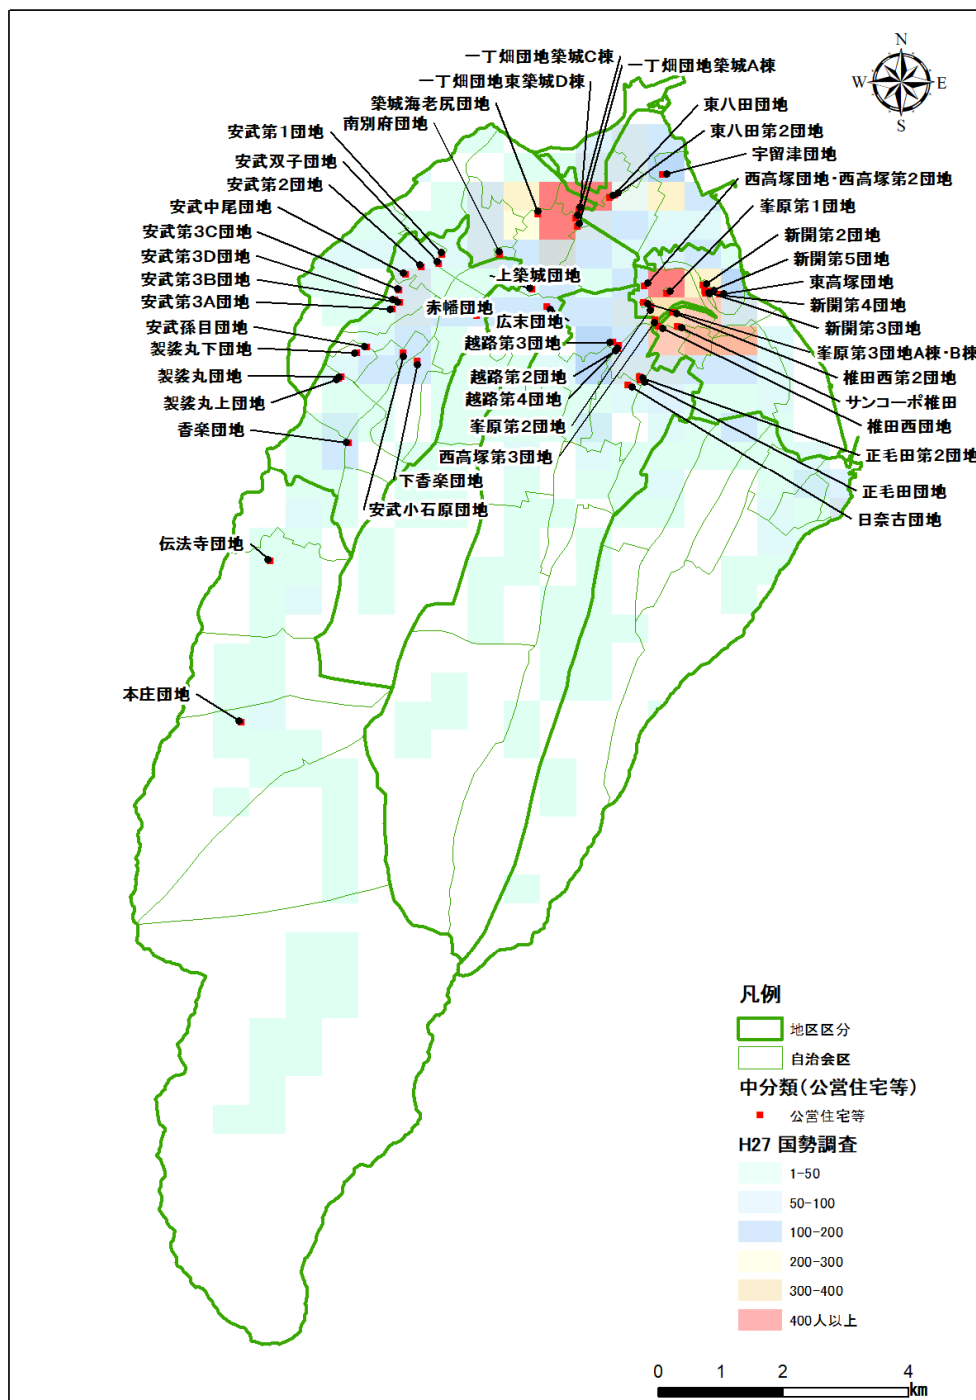 N
W
E
S
一丁畑団地築城C棟
一丁畑団地築城A棟
一丁畑団地東築城D棟
築城海老尻団地
南別府団地
東八田団地
東八田第2団地
宇留津団地
西高塚団地・西高塚第2団地
峯原第1団地
新開第2団地
新開第5団地
東高塚団地
新開第4団地
新開第3団地
峯原第3団地A棟・B棟
椎田西第2団地
サンコーポ椎田
椎田西団地
正毛田第2団地
正毛田団地
日奈古団地
安武第1団地
安武双子団地
安武第2団地
安武中尾団地
安武第3C団地
安武第3D団地
安武第3B団地
安武第3A団地
安武孫目団地
袈裟丸下団地
袈裟丸団地
袈裟丸上団地
香楽団地
上築城団地
赤幡団地
広末団地
越路第3団地
越路第2団地
越路第4団地
峯原第2団地
西高塚第3団地
下香楽団地
安武小石原団地
伝法寺団地
本庄団地
凡例
地区区分
自治会区
中分類(公営住宅等)
公営住宅等
H27 国勢調査
1-50
50-100
100-200
200-300
300-400
400人以上
0 1 2 4
km